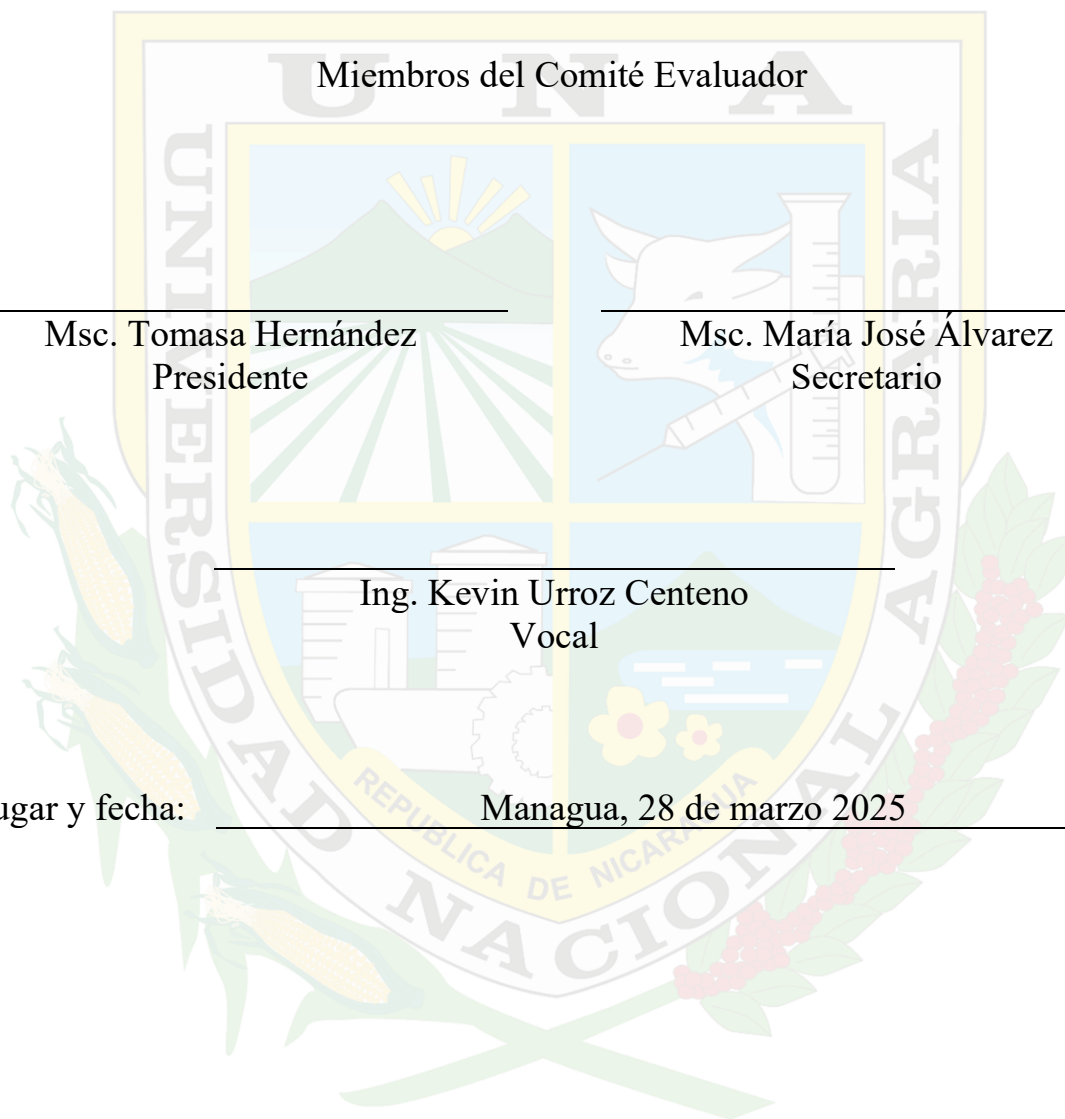 U N A
Miembros del Comité Evaluador
UNIVERSIDAD NACIONAL AGRARIA
Msc. Tomasa Hernández
Presidente
Msc. María José Álvarez
Secretario
Ing. Kevin Urroz Centeno
Vocal
ugar y fecha: Managua, 28 de marzo 2025
REPUBLICA DE NICARAGUA